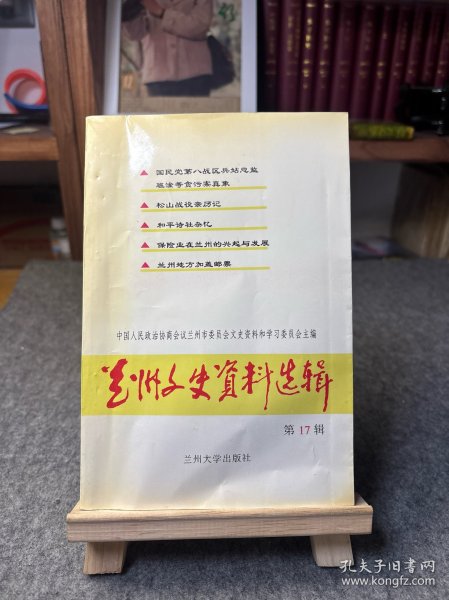 ▲ 国民党第八战区兵站总监
施湟等贪污案真象
▲ 松山战役亲历记
▲ 和平诗社杂忆
▲ 保险业在兰州的兴起与发展
▲ 兰州地方加盖邮票
中国人民政治协商会议兰州市委员会文史资料和学习委员会主编
兰州文史资料选辑
第17辑
兰州大学出版社
孔夫子旧书网
www.kongfz.com